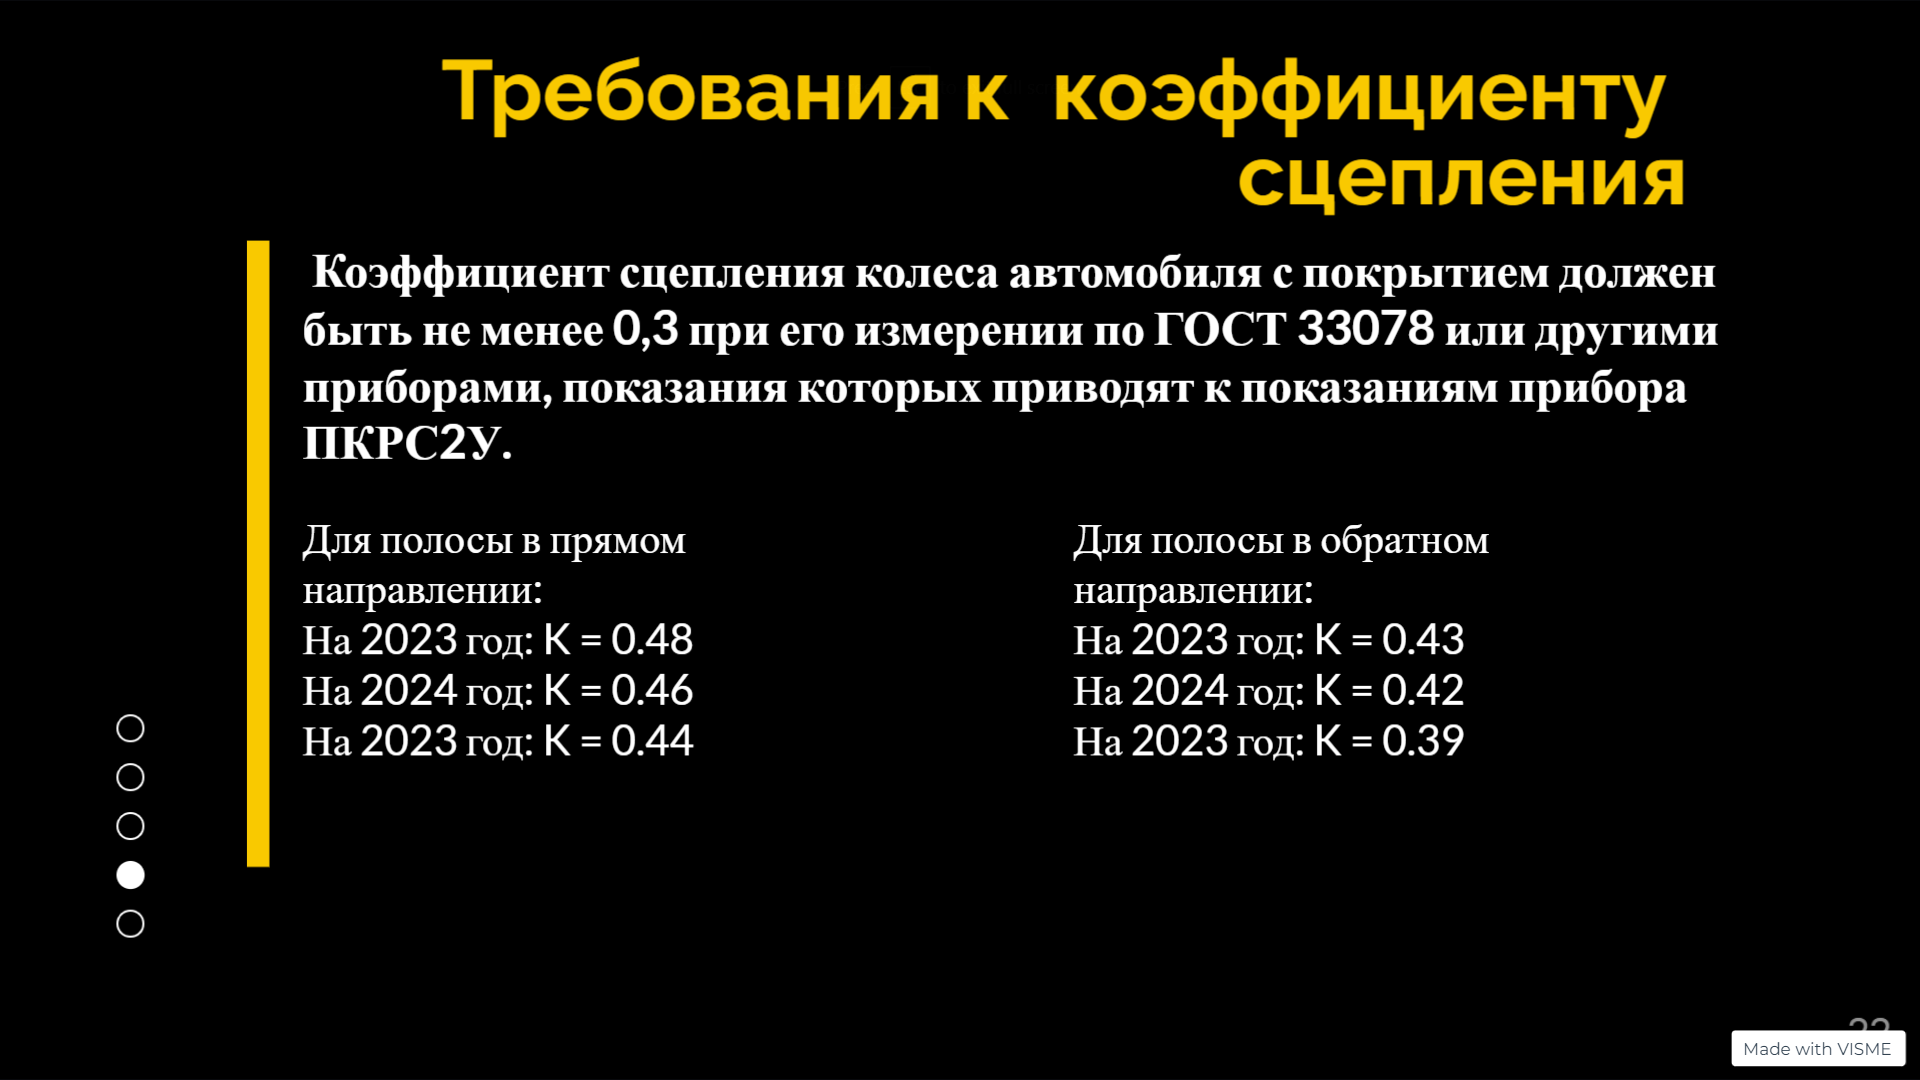 Требования к коэффициенту
сцепления
Коэффициент сцепления колеса автомобиля с покрытием должен
быть не менее 0,3 при его измерении по ГОСТ 33078 или другими
приборами, показания которых приводят к показаниям прибора
ПКРС2У.
Для полосы в прямом
направлении:
На 2023 год: K = 0.48
На 2024 год: K = 0.46
На 2023 год: K = 0.44
Для полосы в обратном
направлении:
На 2023 год: K = 0.43
На 2024 год: K = 0.42
На 2023 год: K = 0.39
Made with VISME